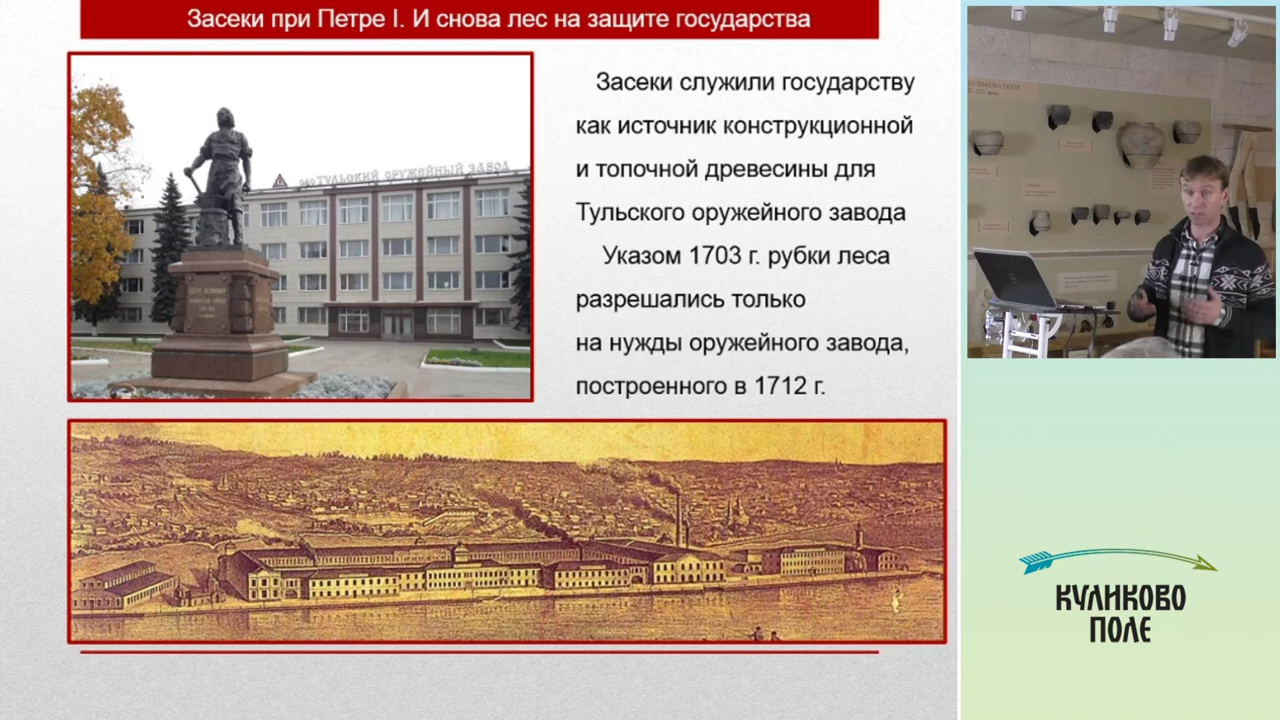 Засеки при Петре I. И снова лес на защите государства
ОАО ТУЛЬСКИЙ ОРУЖЕЙНЫЙ ЗАВОД
Засеки служили государству
как источник конструкционной
и топочной древесины для
Тульского оружейного завода
Указом 1703 г. рубки леса
разрешались только
на нужды оружейного завода,
построенного в 1712 г.
КУЛИКОВО
ПОЛЕ